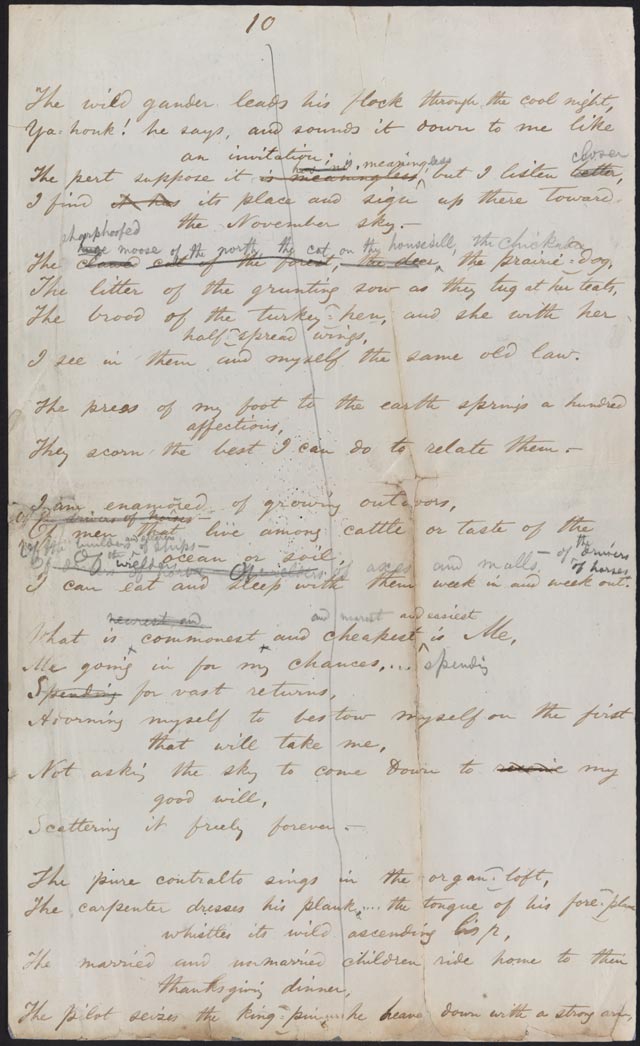 10
The wild gander leads his flock through the cool night,
Ya-honk! he says, and sounds it down to me like
an invitation;
closer
The pert suppose it is meaningless, but I listen better,
I find its place and sign up there toward
the November sky.—
sharphoofed
moose of the north, the cat on the housesill, the chickadee
The cat of the forest, the deer, the prairie-dog,
The litter of the grunting sow as they tug at her teats,
The brood of the turkey-hen, and she with her
half-spread wings,
I see in them and myself the same old law.
The press of my foot to the earth springs a hundred
affections,
They scorn the best I can do to relate them.—
I am enamored of growing outdoors,
Of men that live among cattle or taste of the
ocean or soil,
of ships—
of axes and mauls.— of the drivers of horses
I can eat and sleep with them week in and week out.
nearest and
and nearest and easiest
What is commonest and cheapest is Me,
Me going in for my chances,... spending
Spending for vast returns,
Adorning myself to bestow myself on the first
that will take me,
Not asking the sky to come down to my
good will,
Scattering it freely forever.—
The pure contralto sings in the organ-loft,
The carpenter dresses his plank,... the tongue of his fore-plane
whistles its wild ascending lisp,
The married and unmarried children ride home to their
thanksgiving dinner,
The pilot seizes the king-pin, he heaves down with a strong arm,